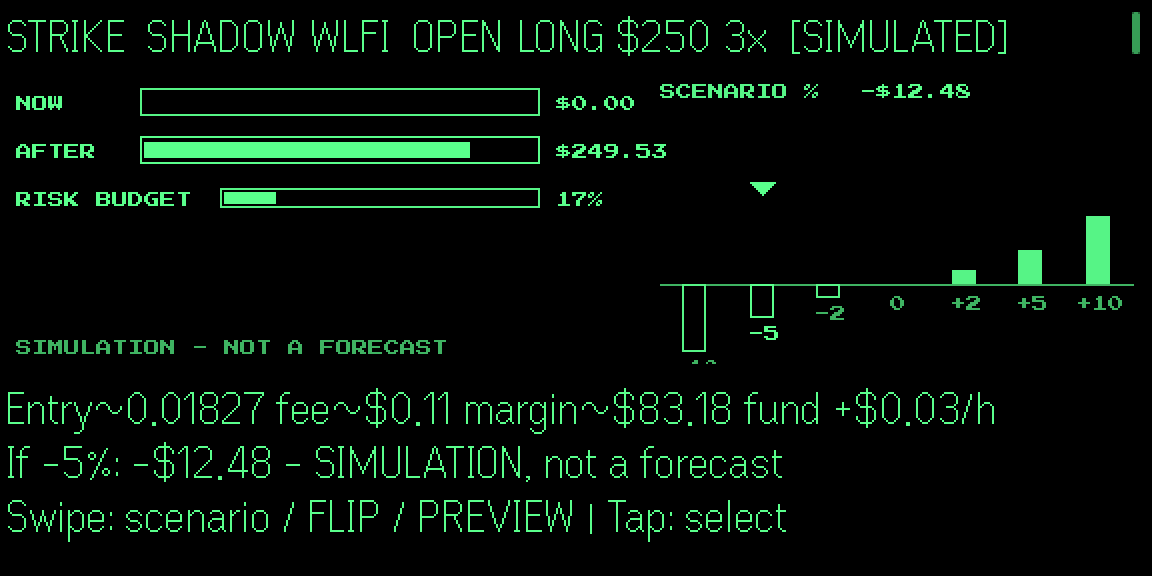 STRIKE SHADOW WLFI OPEN LONG $250 3x [SIMULATED]
NOW $0.00
SCENARIO % -$12.48
AFTER $249.53
RISK BUDGET 17%
-2 0 +2 +5 +10
-5
SIMULATION - NOT A FORECAST
Entry~0.01827 fee~$0.11 margin~$83.18 fund +$0.03/h
If -5%: -$12.48 - SIMULATION, not a forecast
Swipe: scenario / FLIP / PREVIEW | Tap: select